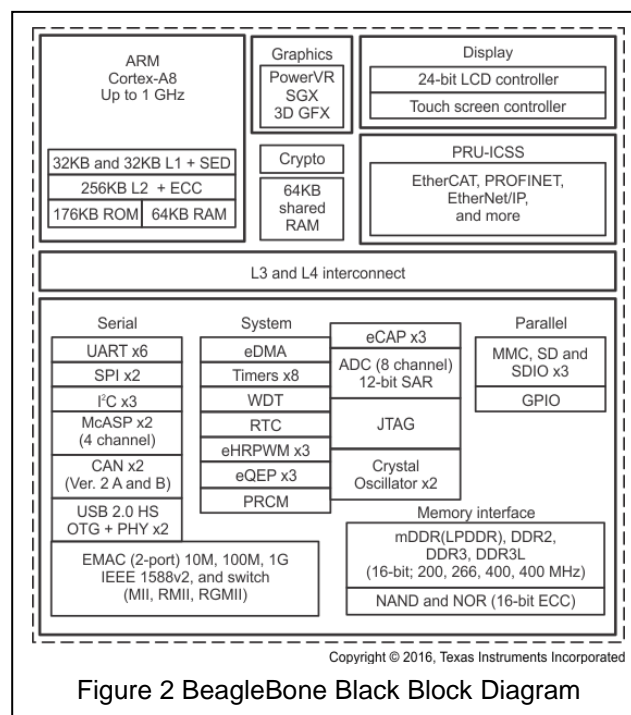 ARM
Cortex-A8
Up to 1 GHz
32KB and 32KB L1 + SED
256KB L2 + ECC
176KB ROM
64KB RAM
Graphics
PowerVR
SGX
3D GFX
Crypto
64KB
shared
RAM
Display
24-bit LCD controller
Touch screen controller
PRU-ICSS
EtherCAT, PROFINET,
EtherNet/IP,
and more
L3 and L4 interconnect
Serial
UART x6
SPI x2
I²C x3
McASP x2
(4 channel)
CAN x2
(Ver. 2 A and B)
USB 2.0 HS
OTG + PHY x2
EMAC (2-port) 10M, 100M, 1G
IEEE 1588v2, and switch
(MII, RMII, RGMII)
System
eDMA
Timers x8
WDT
RTC
eHRPWM x3
eQEP x3
PRCM
eCAP x3
ADC (8 channel)
12-bit SAR
JTAG
Crystal
Oscillator x2
Parallel
MMC, SD and
SDIO x3
GPIO
Memory interface
mDDR(LPDDR), DDR2,
DDR3, DDR3L
(16-bit; 200, 266, 400, 400 MHz)
NAND and NOR (16-bit ECC)
Copyright © 2016, Texas Instruments Incorporated
Figure 2 BeagleBone Black Block Diagram